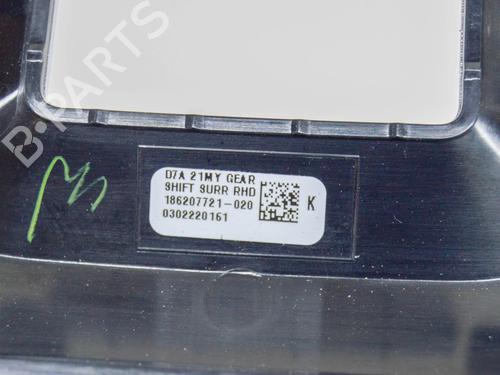 B-PARTS
D7A 21MY GEAR
SHIFT SURR RHD
186207721-020 K
0302220161